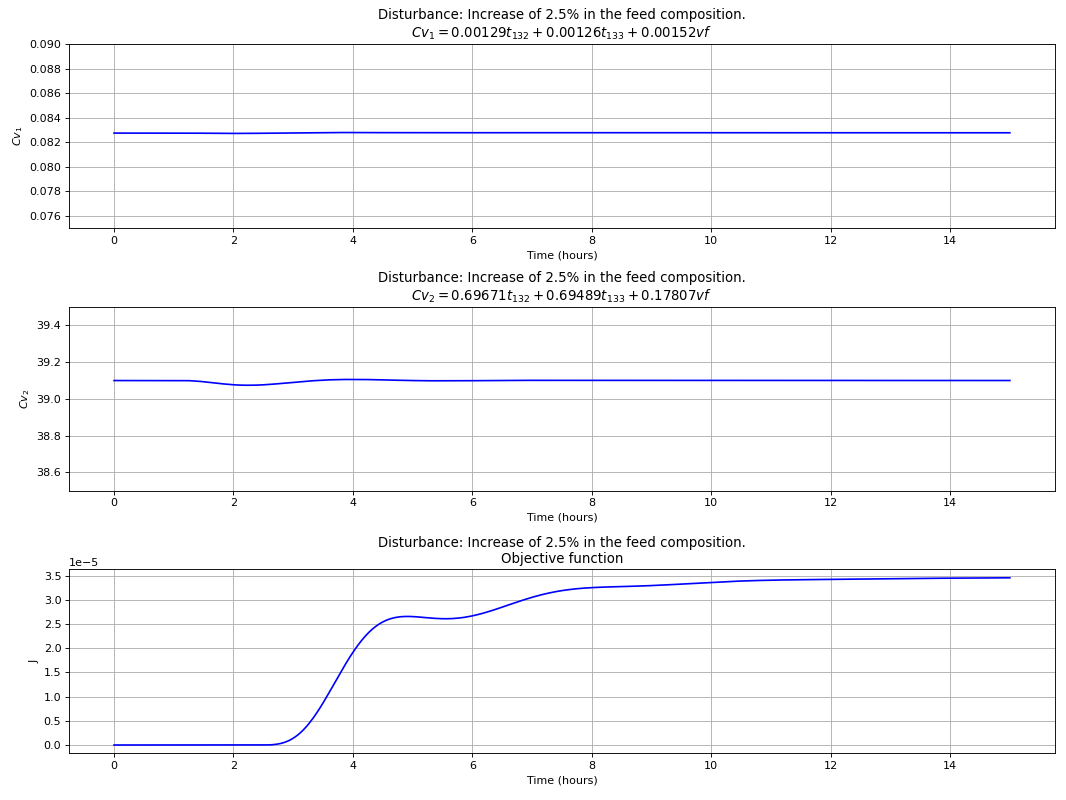 Disturbance: Increase of 2.5% in the feed composition.
Cv₁ = 0.00129t₁₃₂ + 0.00126t₁₃₃ + 0.00152vf
0.090
0.088
0.086
0.084
0.082
0.080
0.078
0.076
Cv₁
0 2 4 6 8 10 12 14
Time (hours)
Disturbance: Increase of 2.5% in the feed composition.
Cv₂ = 0.69671t₁₃₂ + 0.69489t₁₃₃ + 0.17807vf
39.4
39.2
39.0
38.8
38.6
Cv₂
0 2 4 6 8 10 12 14
Time (hours)
Disturbance: Increase of 2.5% in the feed composition.
Objective function
1e−5
3.5
3.0
2.5
2.0
1.5
1.0
0.5
0.0
J
0 2 4 6 8 10 12 14
Time (hours)